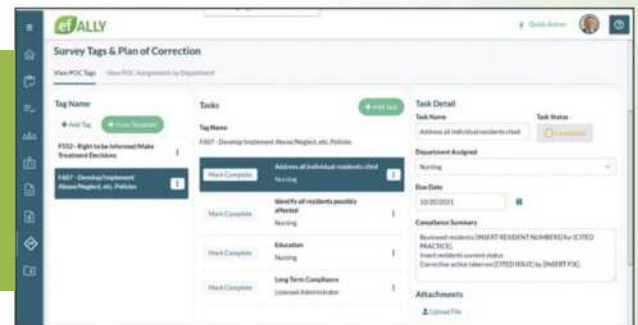 efALLY
Quick Action
Survey Tags & Plan of Correction
View POC Tags View POC Assignments by Department
Tag Name
+ Add Tag + From Template
F552 - Right to be Informed/Make
Treatment Decisions
F607 - Develop/Implement
Abuse/Neglect, etc. Policies
Tasks
+ Add Task
Tag Name
F607 - Develop/Implement Abuse/Neglect, etc. Policies
Mark Complete
Address all individual residents cited
Nursing
Mark Complete
Identify all residents possibly
affected
Nursing
Mark Complete
Education
Nursing
Mark Complete
Long Term Compliance
Licensed Administrator
Task Detail
Task Name Task Status
Address all individual residents cited
Department Assigned
Nursing
Due Date
10/20/2021
Compliance Summary
Reviewed residents [INSERT RESIDENT NUMBERS] for [CITED
PRACTICE].
Insert residents current status
Corrective action taken on [CITED ISSUE] by [INSERT FIX].
Attachments
Upload File